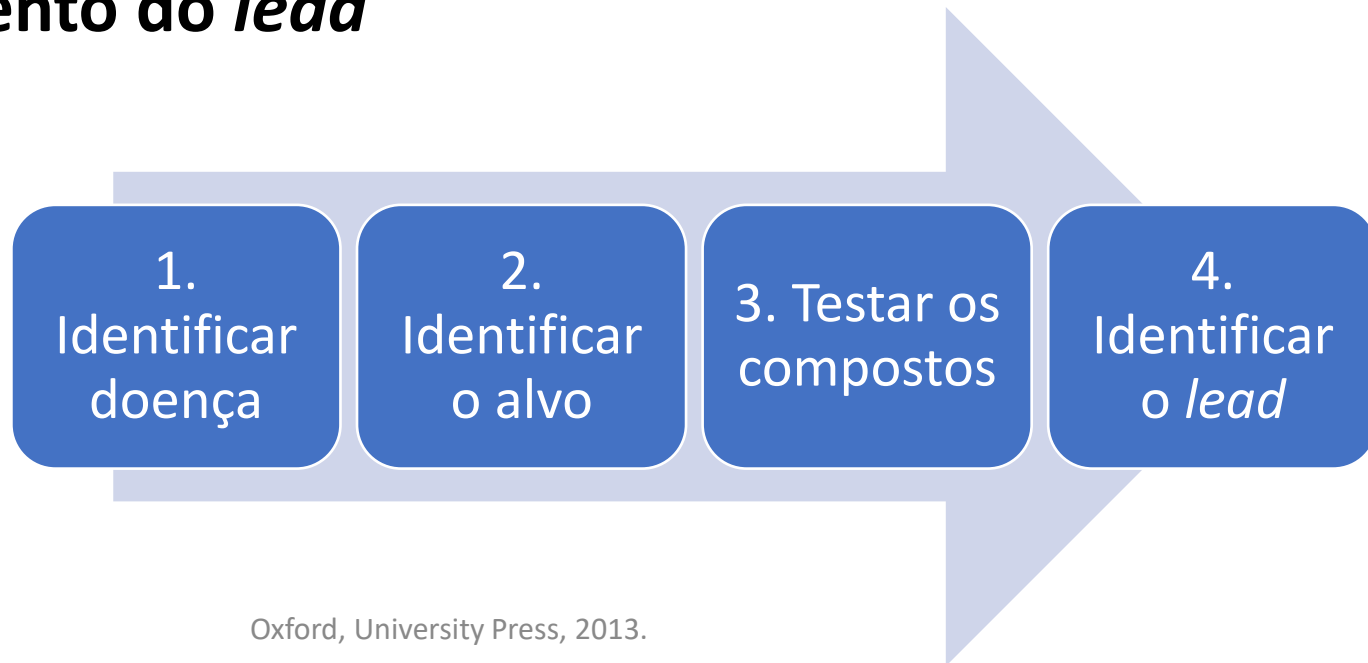 ento do lead
1.
Identificar
doença
2.
Identificar
o alvo
3. Testar os
compostos
4.
Identificar
o lead
Oxford, University Press, 2013.